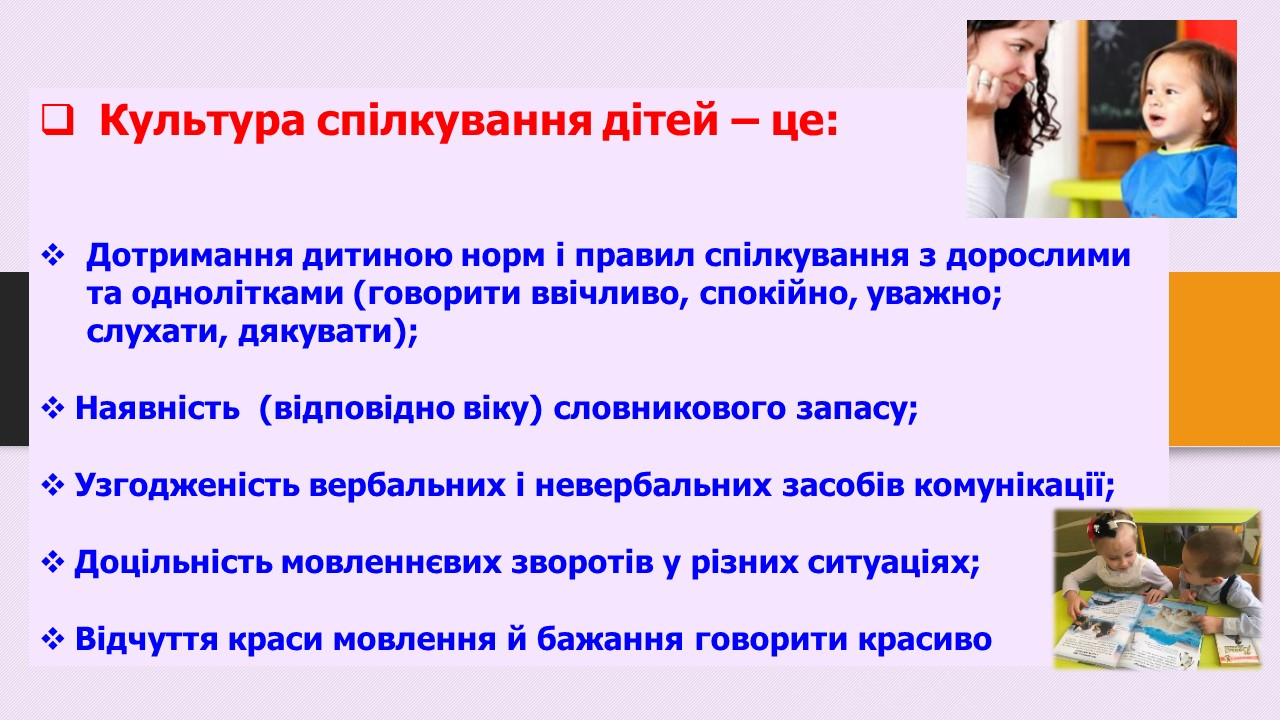 ❑ Культура спілкування дітей – це:
❖ Дотримання дитиною норм і правил спілкування з дорослими
та однолітками (говорити ввічливо, спокійно, уважно;
слухати, дякувати);
❖ Наявність (відповідно віку) словникового запасу;
❖ Узгодженість вербальних і невербальних засобів комунікації;
❖ Доцільність мовленнєвих зворотів у різних ситуаціях;
❖ Відчуття краси мовлення й бажання говорити красиво